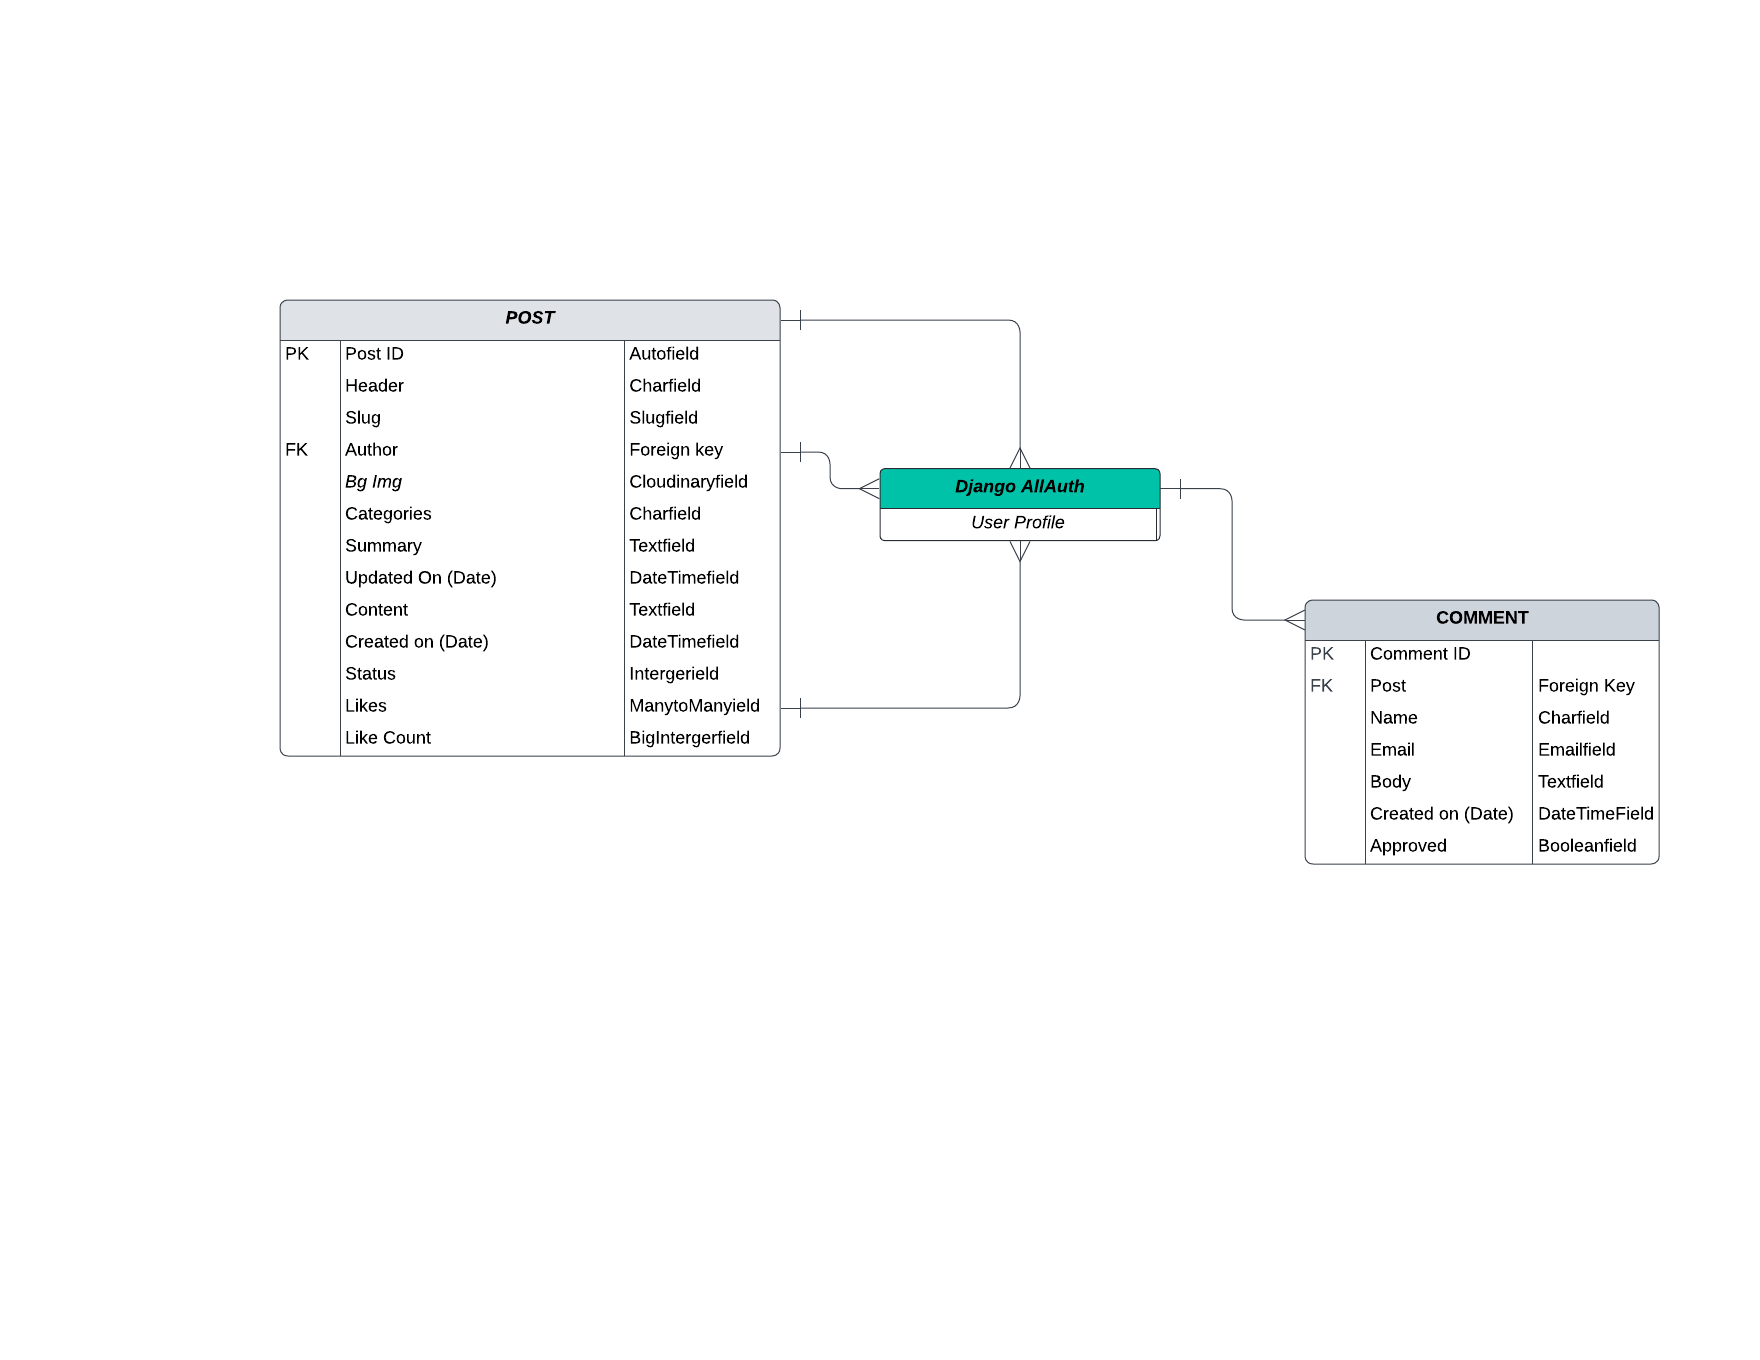 POST
PK Post ID Autofield
Header Charfield
Slug Slugfield
FK Author Foreign key
Bg Img Cloudinaryfield
Categories Charfield
Summary Textfield
Updated On (Date) DateTimefield
Content Textfield
Created on (Date) DateTimefield
Status Intergerield
Likes ManytoManyield
Like Count BigIntergerfield
Django AllAuth
User Profile
COMMENT
PK Comment ID
FK Post Foreign Key
Name Charfield
Email Emailfield
Body Textfield
Created on (Date) DateTimeField
Approved Booleanfield